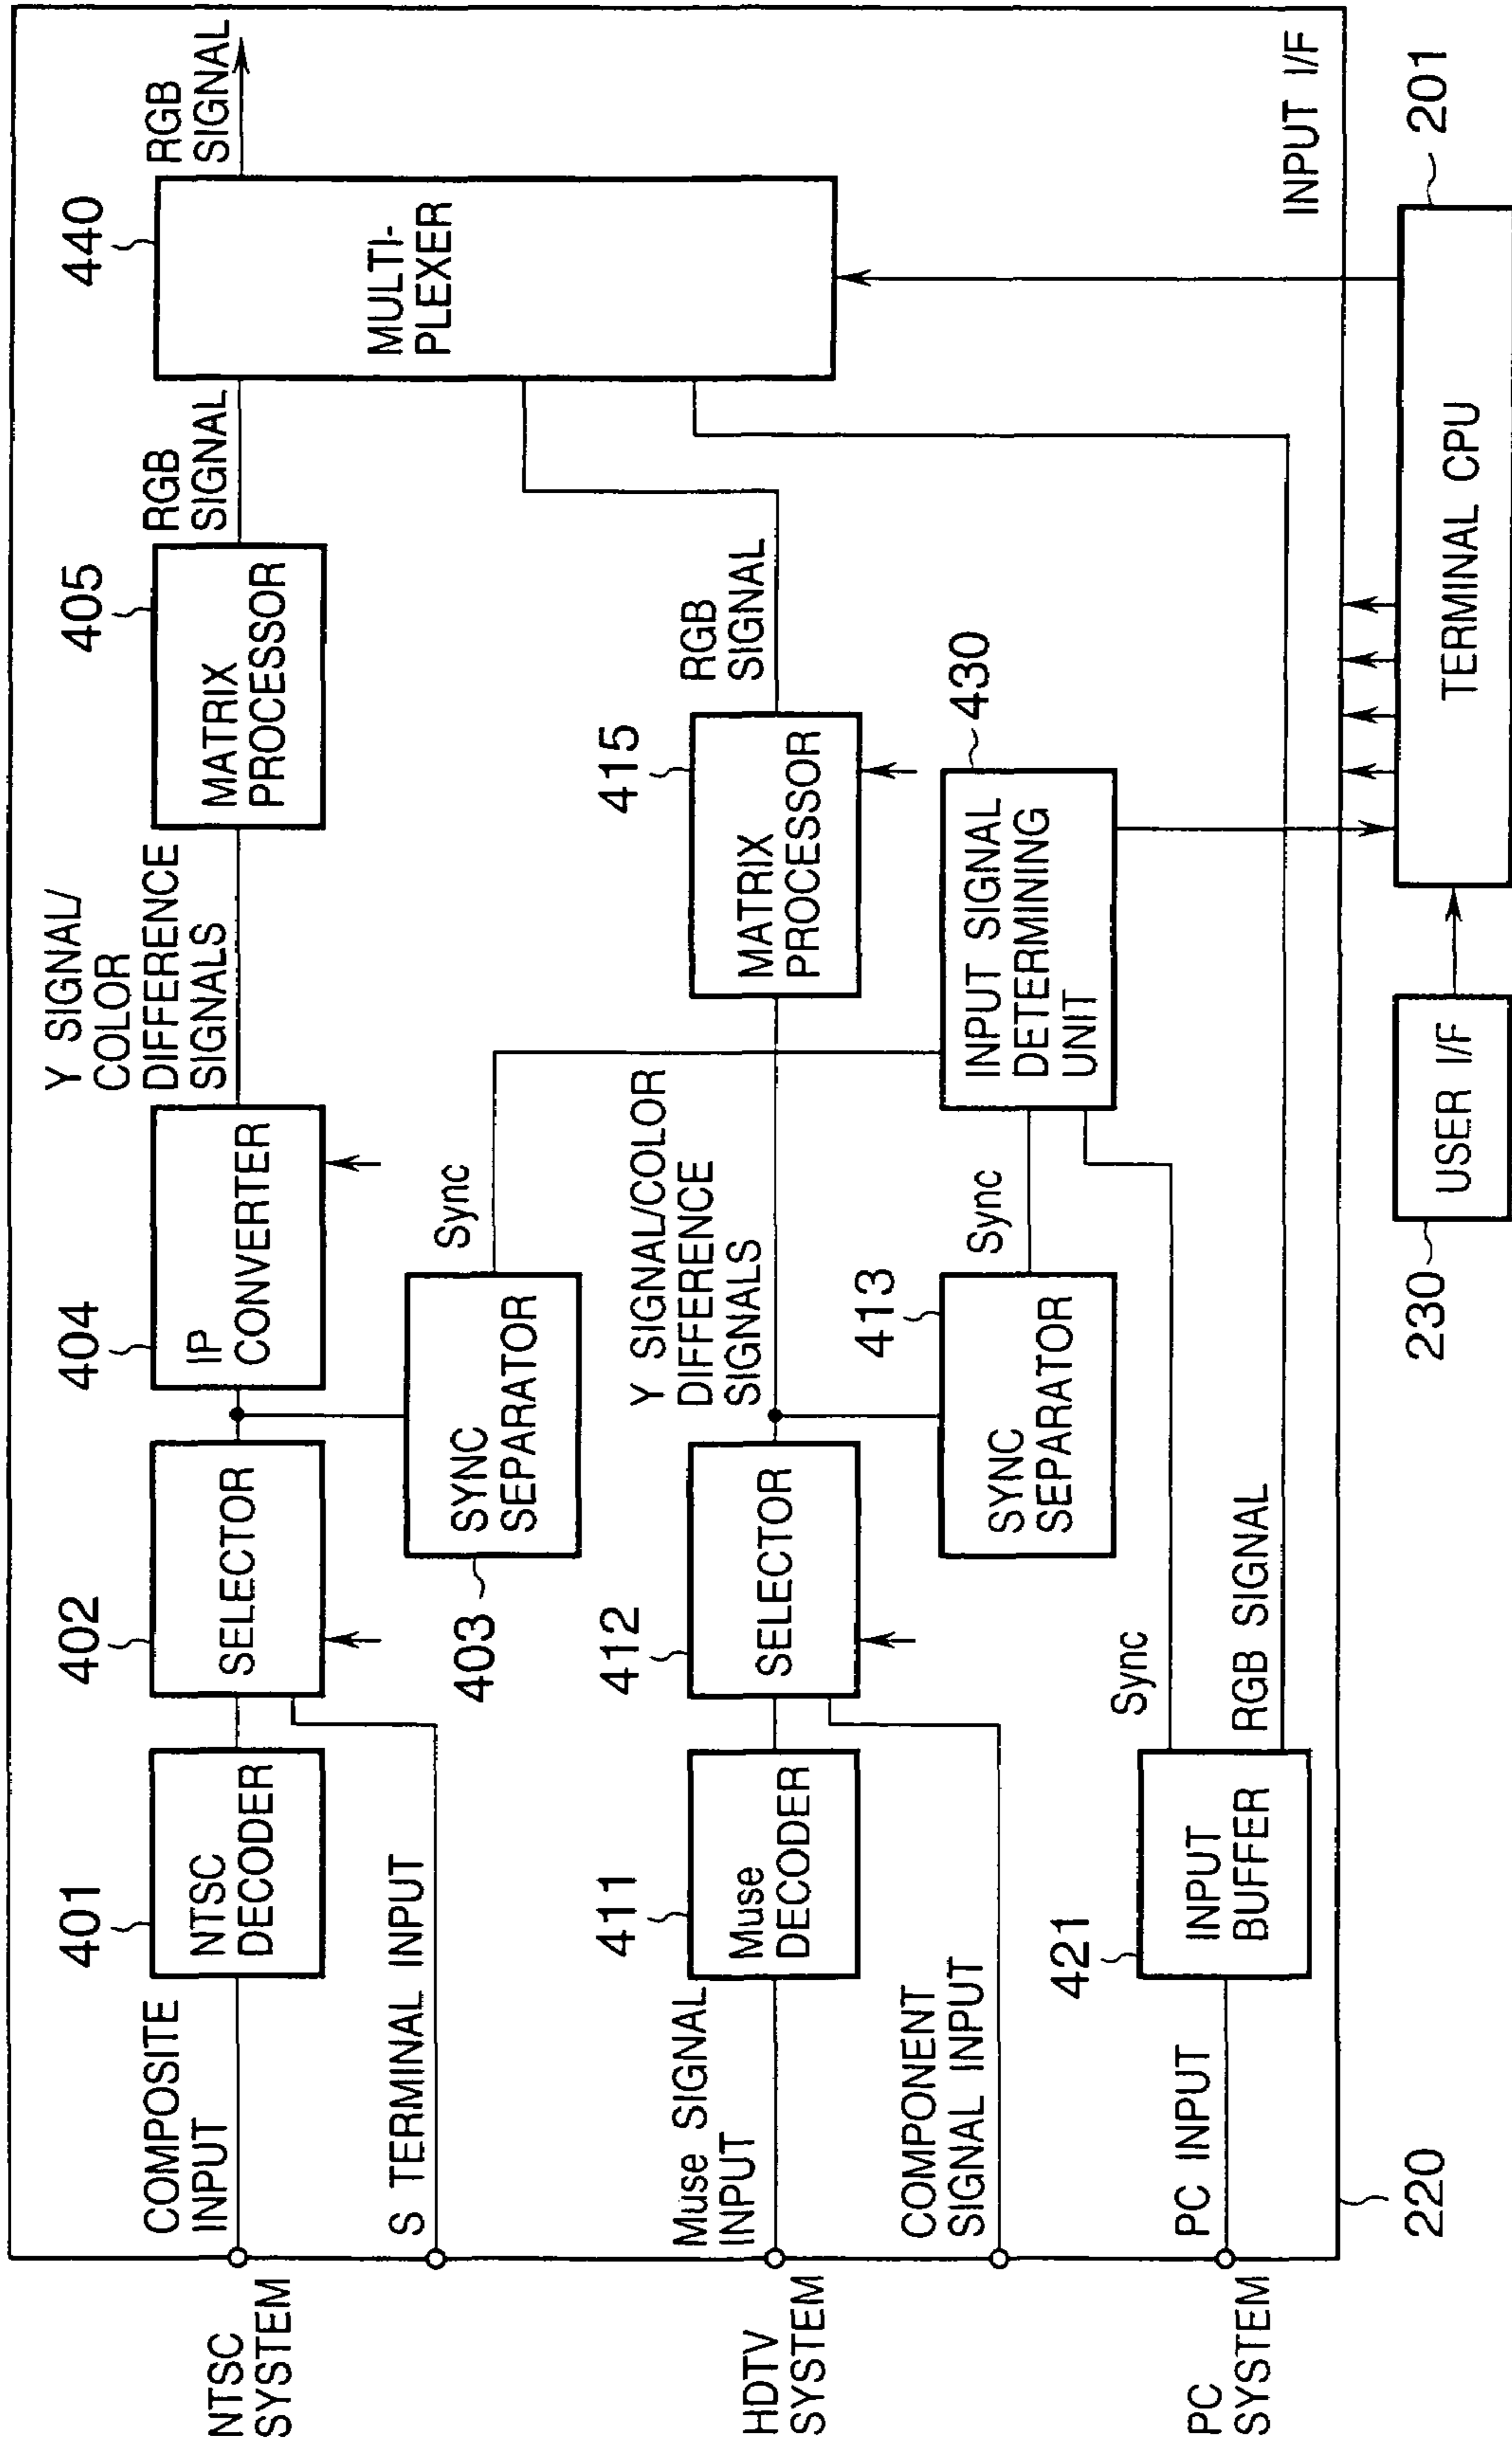 NTSC
SYSTEM
COMPOSITE
INPUT
401
NTSC
DECODER
402
SELECTOR
404
IP
CONVERTER
Y SIGNAL/
COLOR
DIFFERENCE
SIGNALS
405
MATRIX
PROCESSOR
RGB
SIGNAL
440
MULTI-
PLEXER
RGB
SIGNAL
S TERMINAL INPUT
403
SYNC
SEPARATOR
Sync
HDTV
SYSTEM
Muse SIGNAL
INPUT
411
Muse
DECODER
412
SELECTOR
Y SIGNAL/COLOR
DIFFERENCE
SIGNALS
415
MATRIX
PROCESSOR
RGB
SIGNAL
COMPONENT
SIGNAL INPUT
413
SYNC
SEPARATOR
Sync
430
INPUT SIGNAL
DETERMINING
UNIT
PC
SYSTEM
PC INPUT
421
INPUT
BUFFER
Sync
RGB SIGNAL
INPUT I/F
220
230
USER I/F
TERMINAL CPU
201